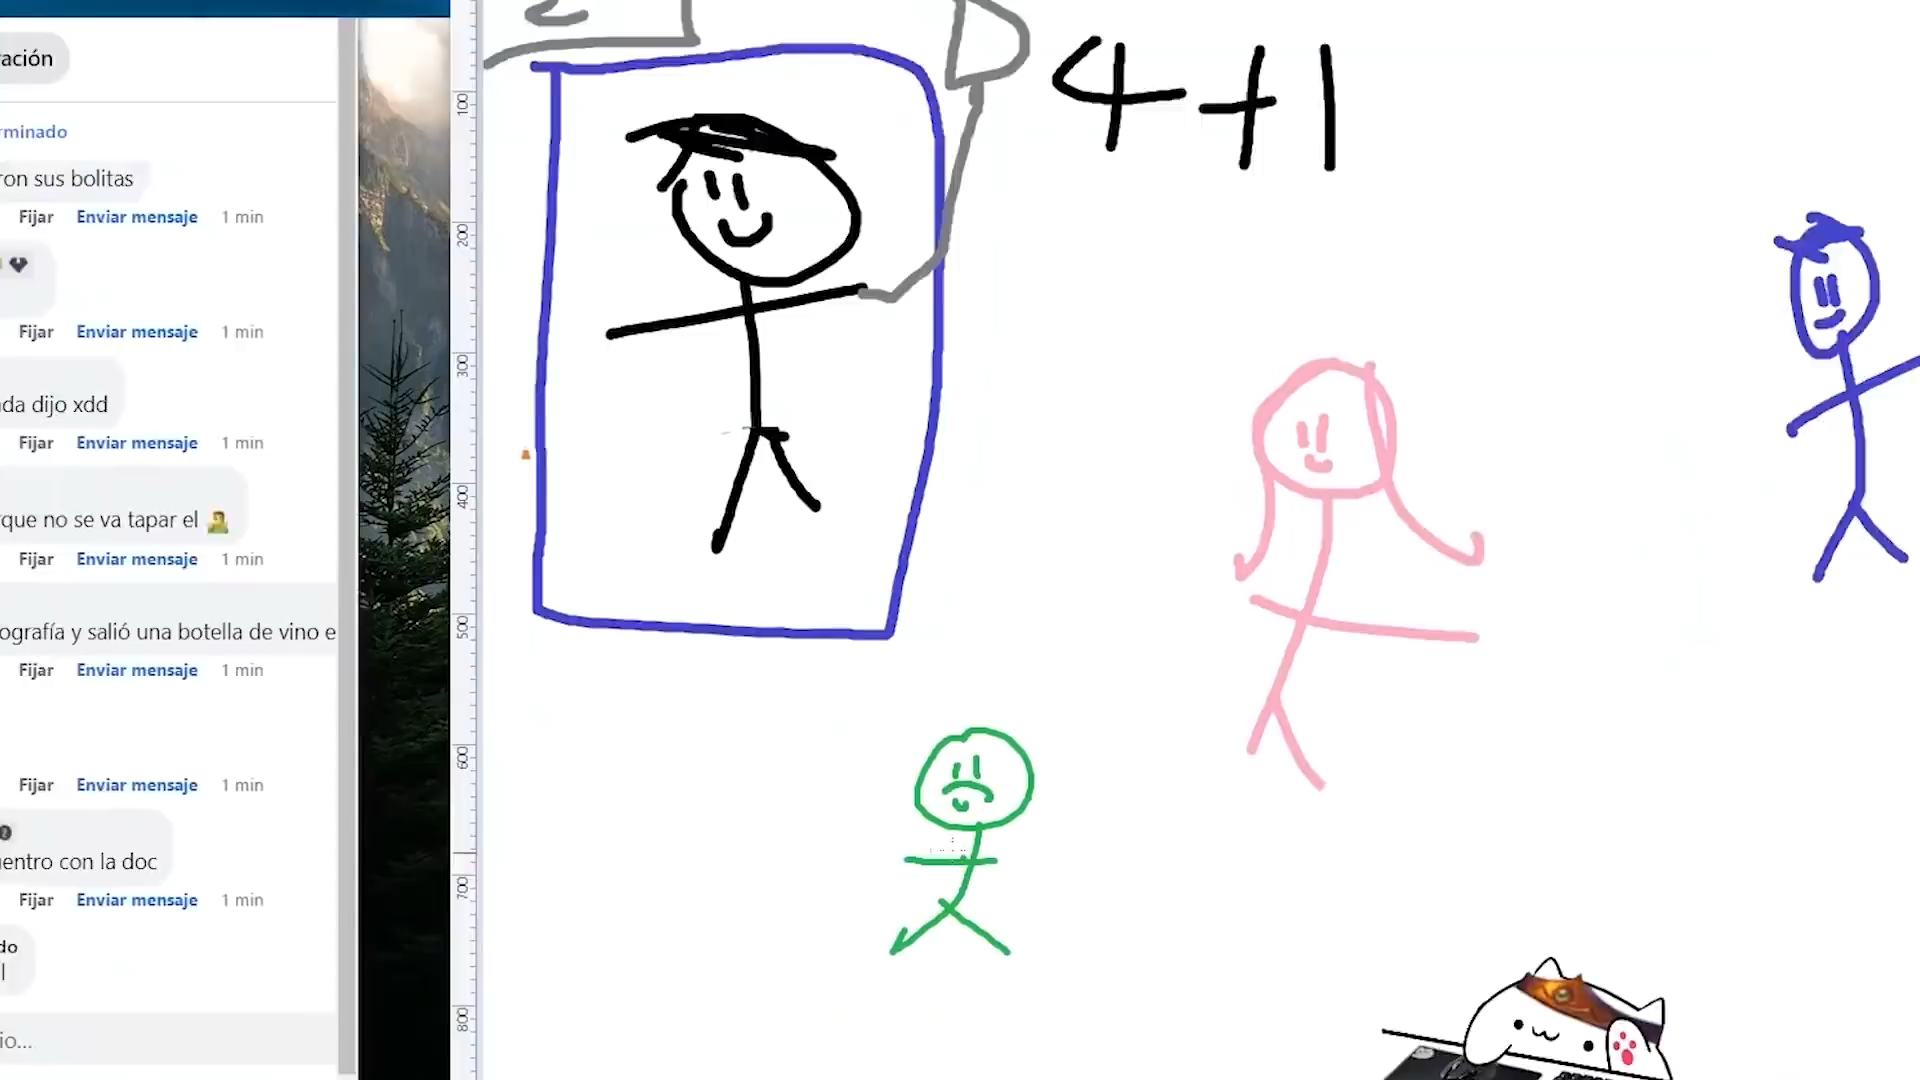 ación
rminado
ron sus bolitas
Fijar Enviar mensaje 1 min
Fijar Enviar mensaje 1 min
da dijo xdd
Fijar Enviar mensaje 1 min
que no se va tapar el
Fijar Enviar mensaje 1 min
ografía y salió una botella de vino e
Fijar Enviar mensaje 1 min
Fijar Enviar mensaje 1 min
entro con la doc
Fijar Enviar mensaje 1 min
do
l
io...
100
200
300
400
500
600
700
800
4+1